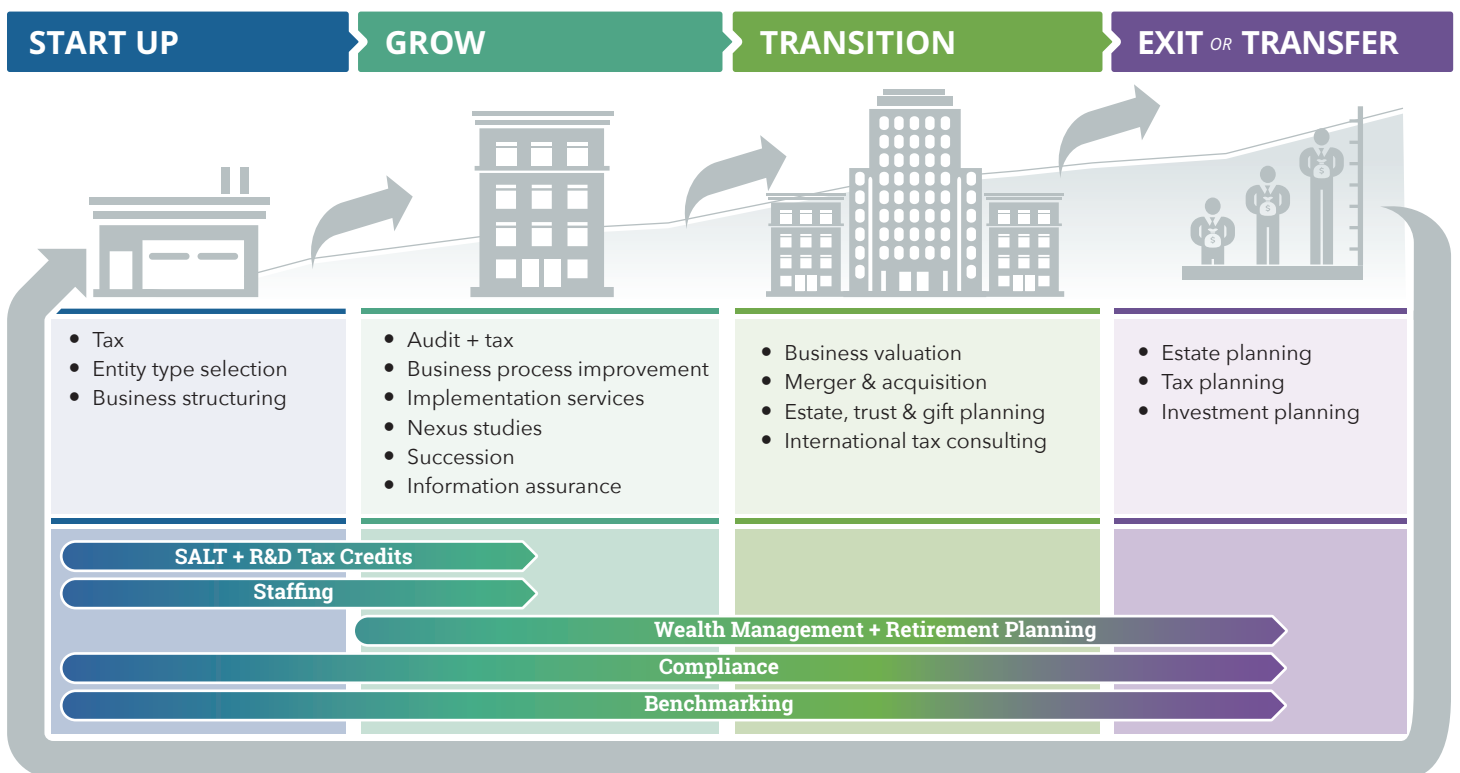 START UP
GROW
TRANSITION
EXIT OR TRANSFER
$
$
$
• Tax
• Entity type selection
• Business structuring
• Audit + tax
• Business process improvement
• Implementation services
• Nexus studies
• Succession
• Information assurance
• Business valuation
• Merger & acquisition
• Estate, trust & gift planning
• International tax consulting
• Estate planning
• Tax planning
• Investment planning
SALT + R&D Tax Credits
Staffing
Wealth Management + Retirement Planning
Compliance
Benchmarking